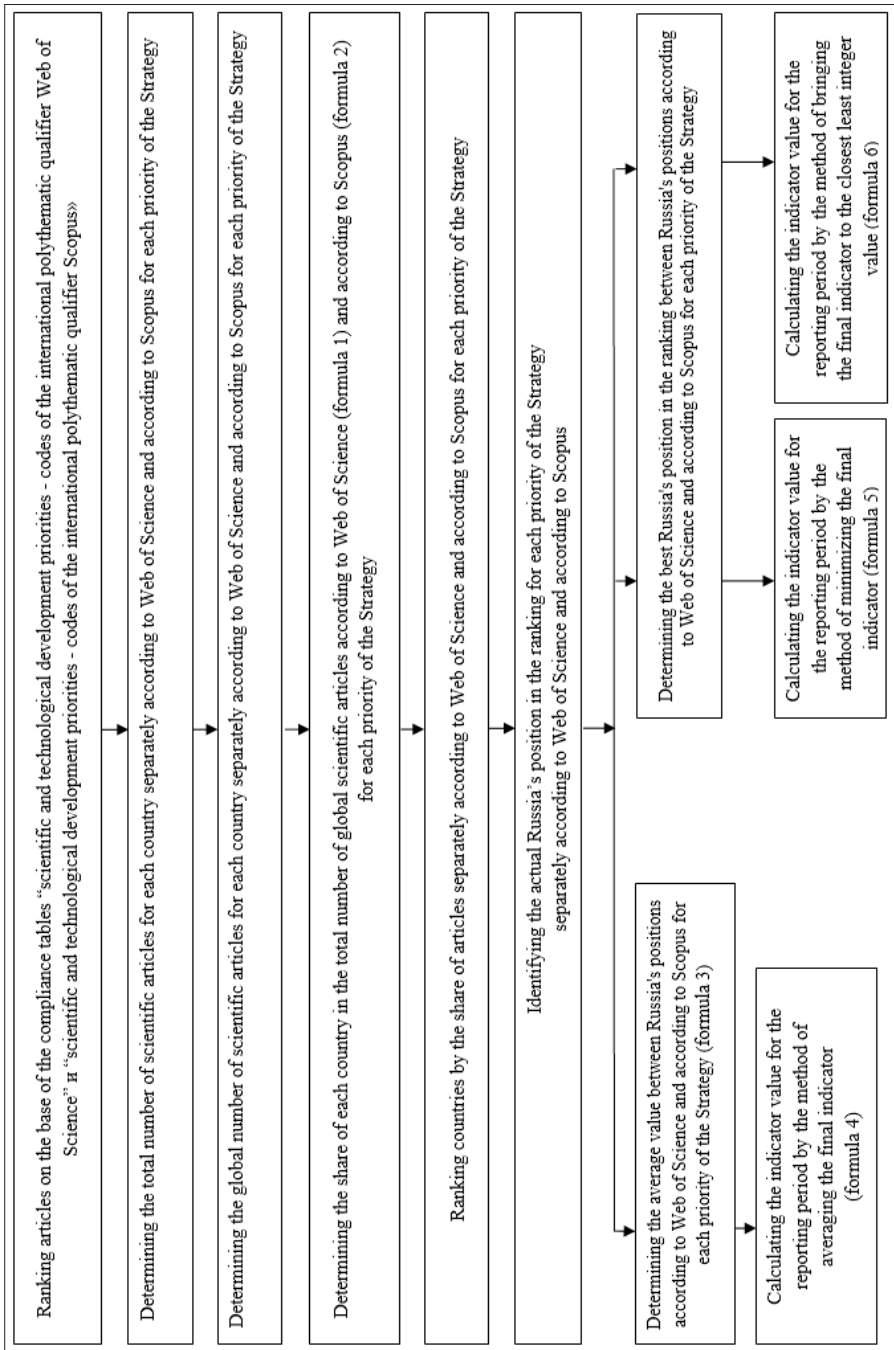 Ranking articles on the base of the compliance tables “scientific and technological development priorities - codes of the international polythematic qualifier Web of
Science” и “scientific and technological development priorities - codes of the international polythematic qualifier Scopus»
Determining the total number of scientific articles for each country separately according to Web of Science and according to Scopus for each priority of the Strategy
Determining the global number of scientific articles for each country separately according to Web of Science and according to Scopus for each priority of the Strategy
Determining the share of each country in the total number of global scientific articles according to Web of Science (formula 1) and according to Scopus (formula 2)
for each priority of the Strategy
Ranking countries by the share of articles separately according to Web of Science and according to Scopus for each priority of the Strategy
Identifying the actual Russia’s position in the ranking for each priority of the Strategy
separately according to Web of Science and according to Scopus
Determining the average value between Russia's positions
according to Web of Science and according to Scopus for
each priority of the Strategy (formula 3)
Determining the best Russia's position in the ranking between Russia's positions according
to Web of Science and according to Scopus for each priority of the Strategy
Calculating the indicator value for the
reporting period by the method of
averaging the final indicator
(formula 4)
Calculating the indicator value for
the reporting period by the
method of minimizing the final
indicator (formula 5)
Calculating the indicator value for the
reporting period by the method of bringing
the final indicator to the closest least integer
value (formula 6)